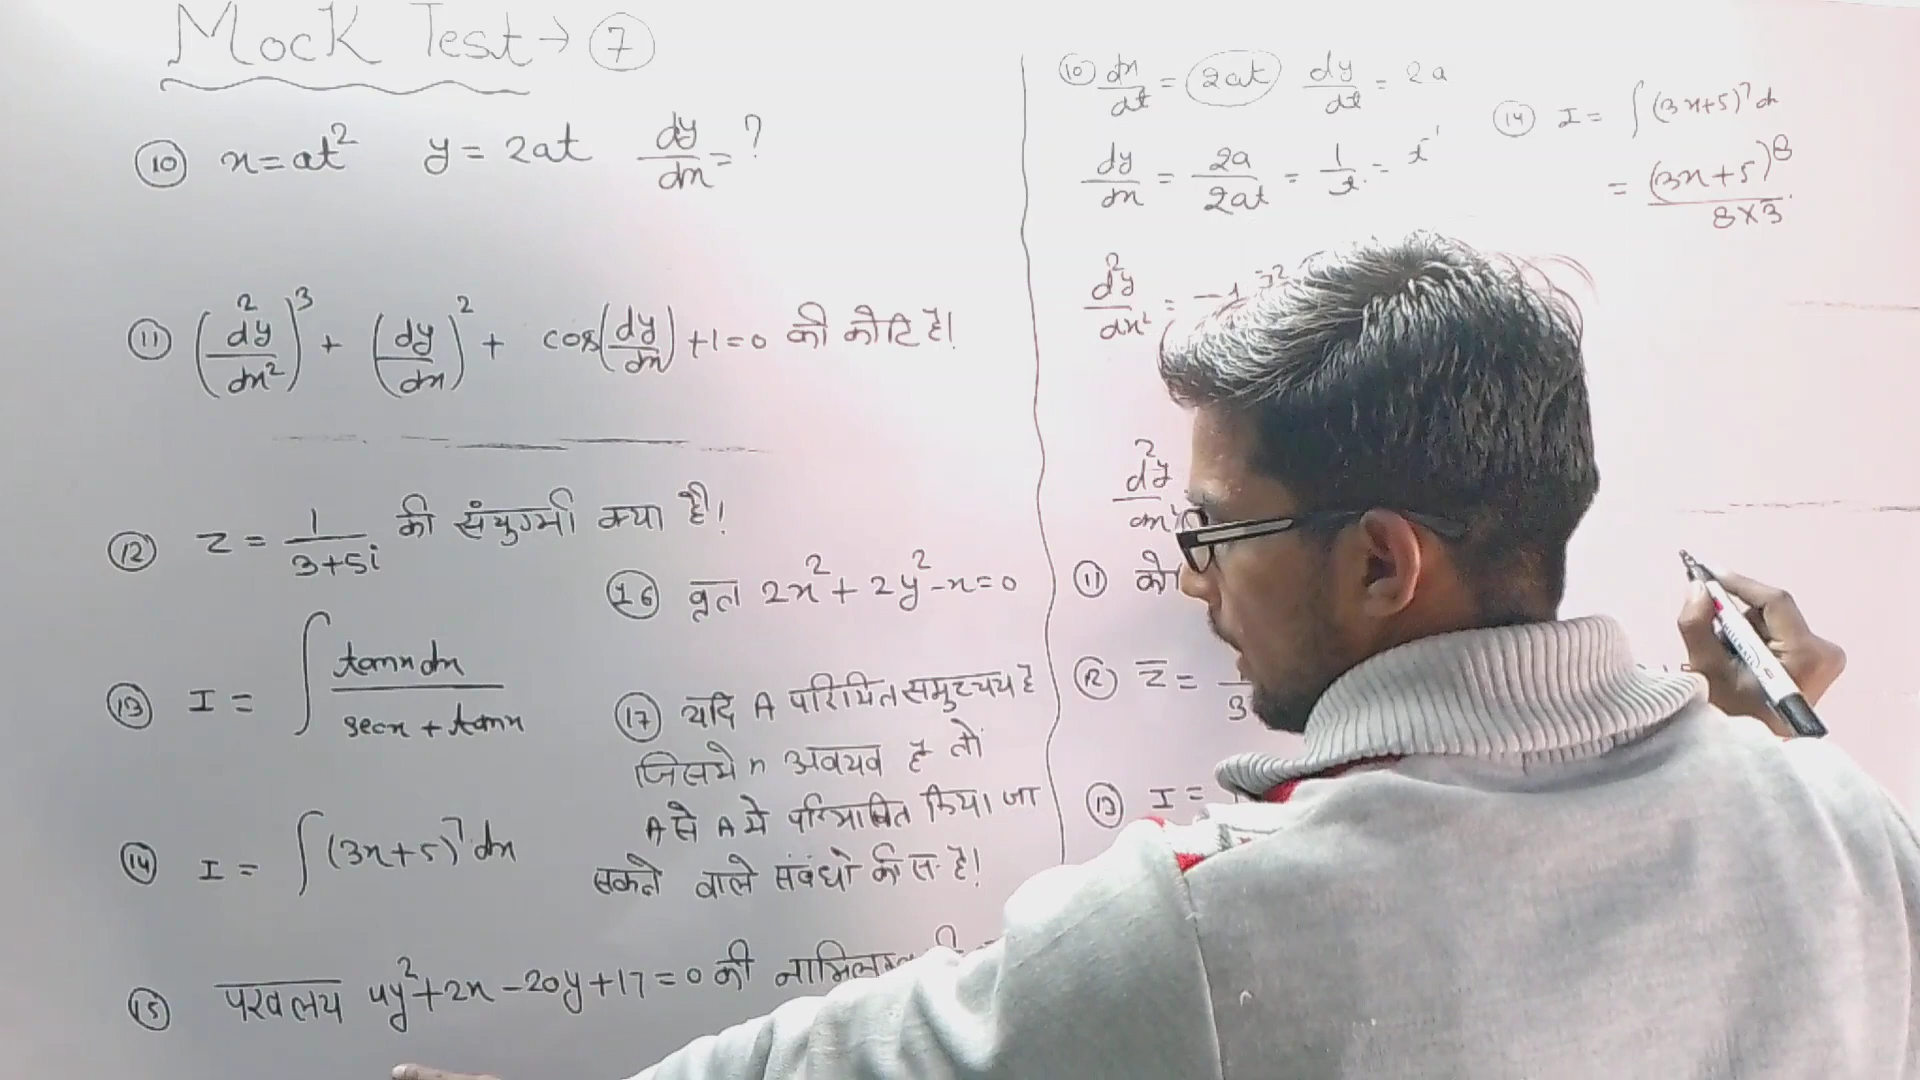 Mock Test → 7
10 x = at² y = 2at dy/dx = ?
11 (d²y/dx²)³ + (dy/dx)² + cos(dy/dx) + 1 = 0 की कोटि है।
12 z = 1/(3+5i) की संयुग्मी क्या है।
13 I = ∫ tanx dx / (secx + tanx)
14 I = ∫(3x+5)⁷ dx
15 परवलय 4y² + 2x - 20y + 17 = 0 की
16 वृत 2x² + 2y² - x = 0
17 यदि A परिमित समुच्चय है
जिसमे n अवयव है तो
A से A मे परिभाषित किया जा
सकने वाले संबंधो की सं. है।
10 dx/dt = 2at dy/dt = 2a
dy/dx = 2a/2at = 1/t = t⁻¹
d²y/dx² = -1
d²y/dx²
11
12 z̄ =
13 I =
14 I = ∫(3x+5)⁷ dx
= (3x+5)⁸ / 8×3